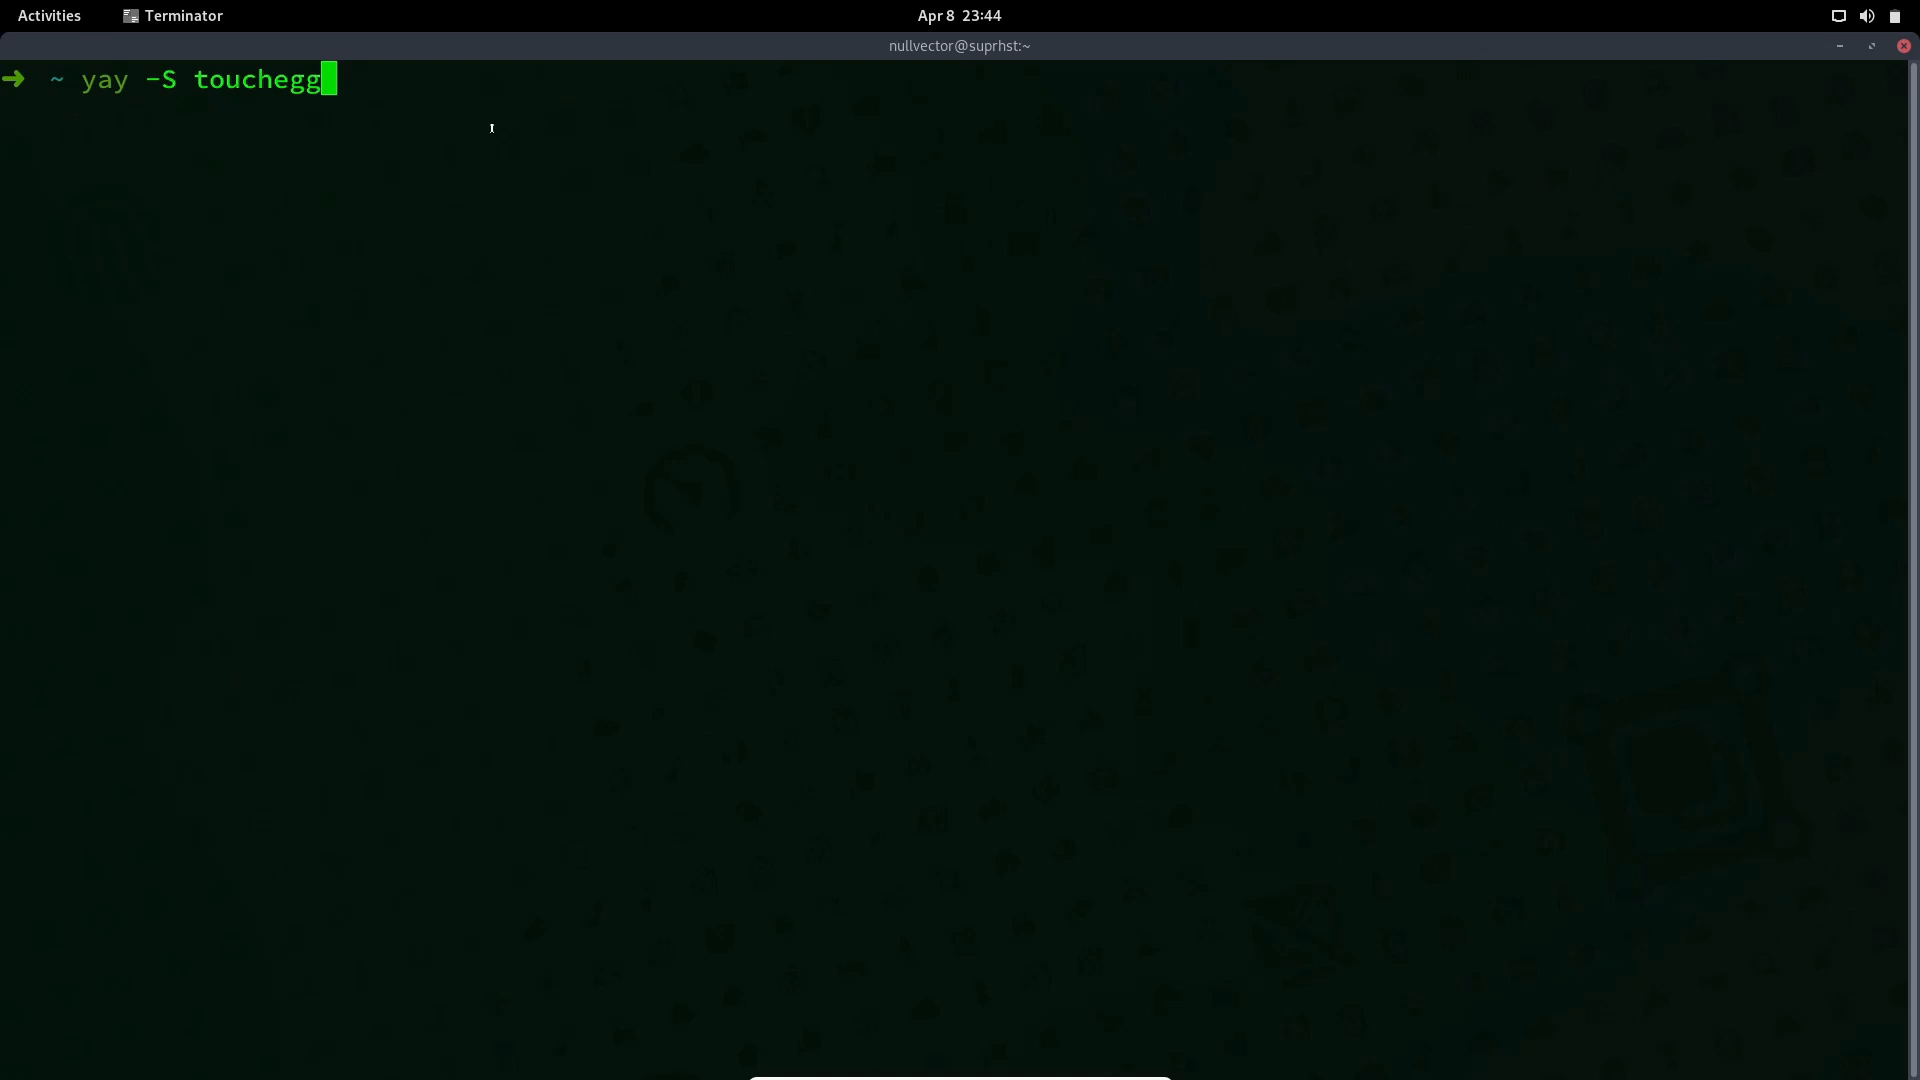 Activities Terminator Apr 8 23:44
nullvector@suprhst:~
➜ ~ yay -S touchegg